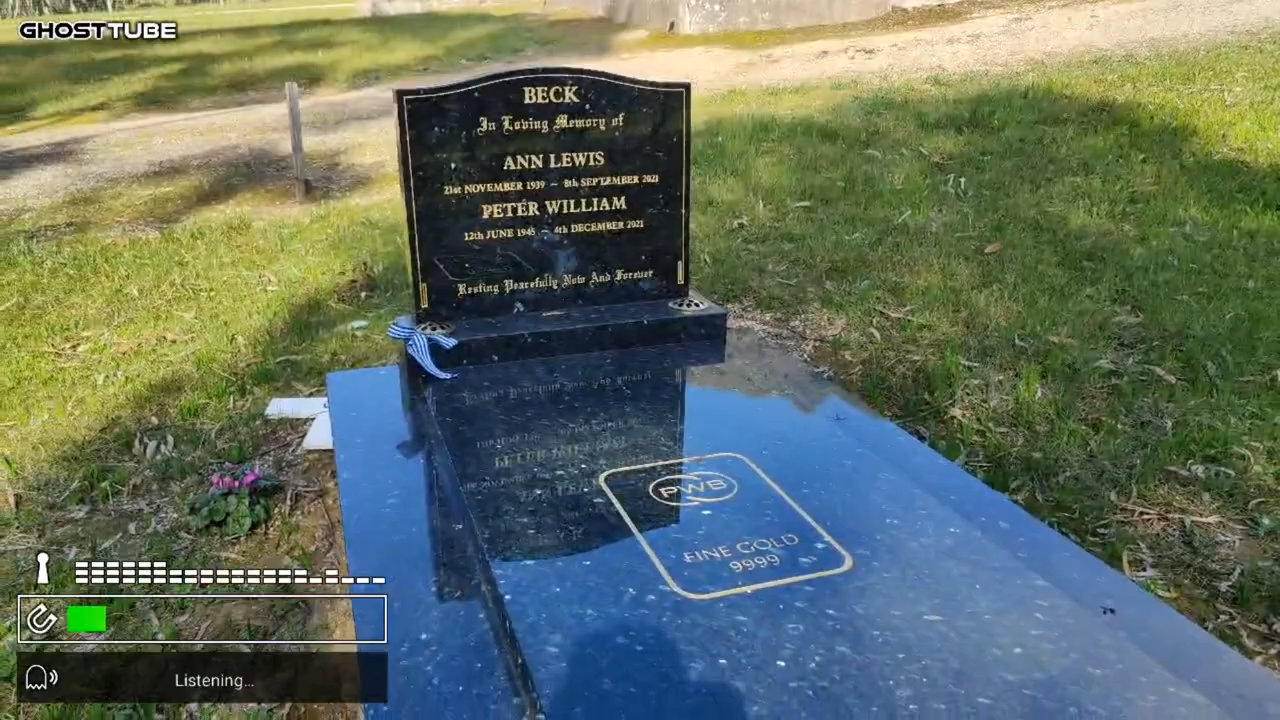 GHOSTTUBE
BECK
In Loving Memory of
ANN LEWIS
21st NOVEMBER 1939 ~ 8th SEPTEMBER 2021
PETER WILLIAM
12th JUNE 1945 ~ 4th DECEMBER 2021
Resting Peacefully Now And Forever
PWB
FINE GOLD
9999
Listening...